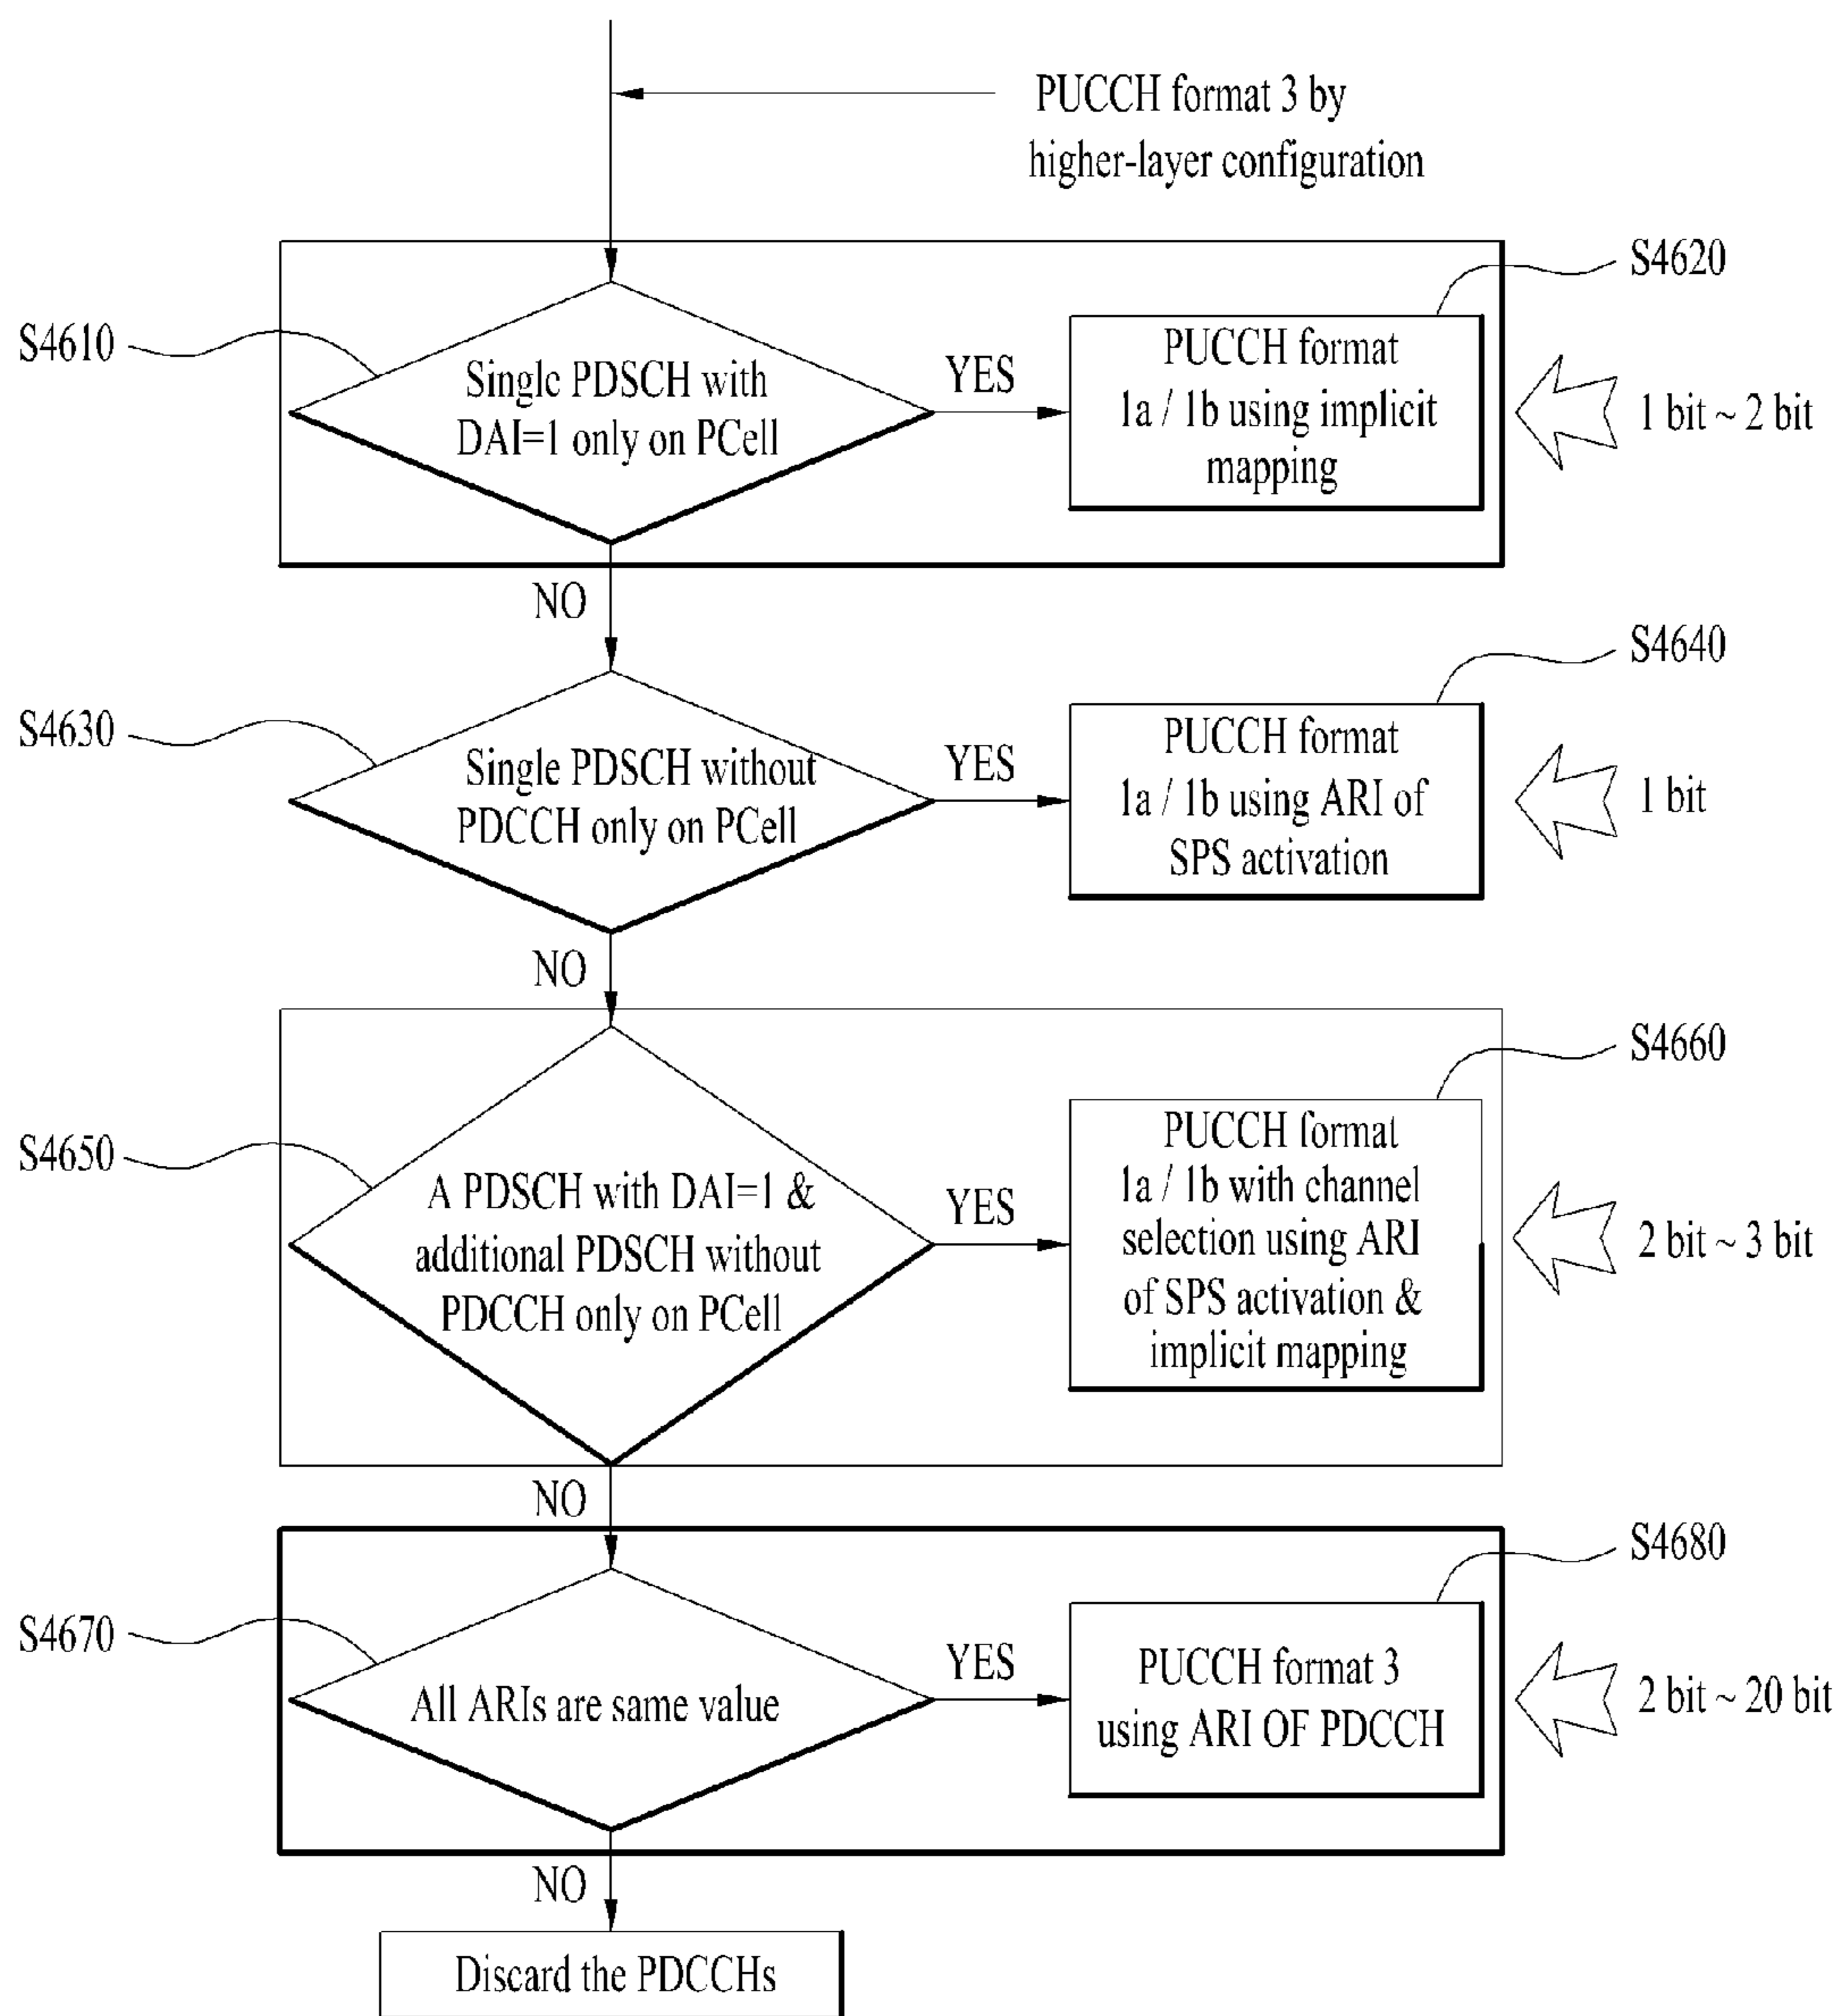 PUCCH format 3 by
higher-layer configuration
S4610
Single PDSCH with
DAI=1 only on PCell
YES
S4620
PUCCH format
1a / 1b using implicit
mapping
1 bit ~ 2 bit
NO
S4630
Single PDSCH without
PDCCH only on PCell
YES
S4640
PUCCH format
1a / 1b using ARI of
SPS activation
1 bit
NO
S4650
A PDSCH with DAI=1 &
additional PDSCH without
PDCCH only on PCell
YES
S4660
PUCCH format
1a / 1b with channel
selection using ARI
of SPS activation &
implicit mapping
2 bit ~ 3 bit
NO
S4670
All ARIs are same value
YES
S4680
PUCCH format 3
using ARI OF PDCCH
2 bit ~ 20 bit
NO
Discard the PDCCHs